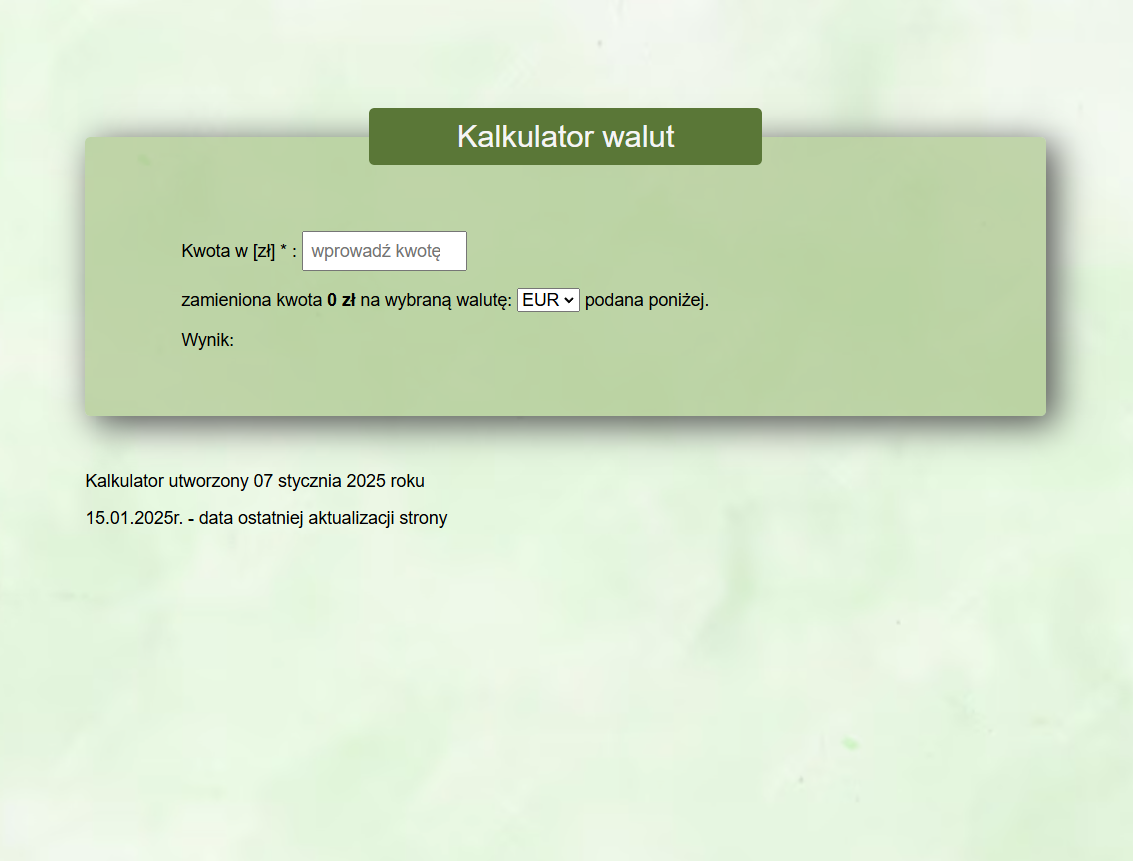 Kalkulator walut
Kwota w [zł] * : wprowadź kwotę
zamieniona kwota 0 zł na wybraną walutę: EUR podana poniżej.
Wynik:
Kalkulator utworzony 07 stycznia 2025 roku
15.01.2025r. - data ostatniej aktualizacji strony